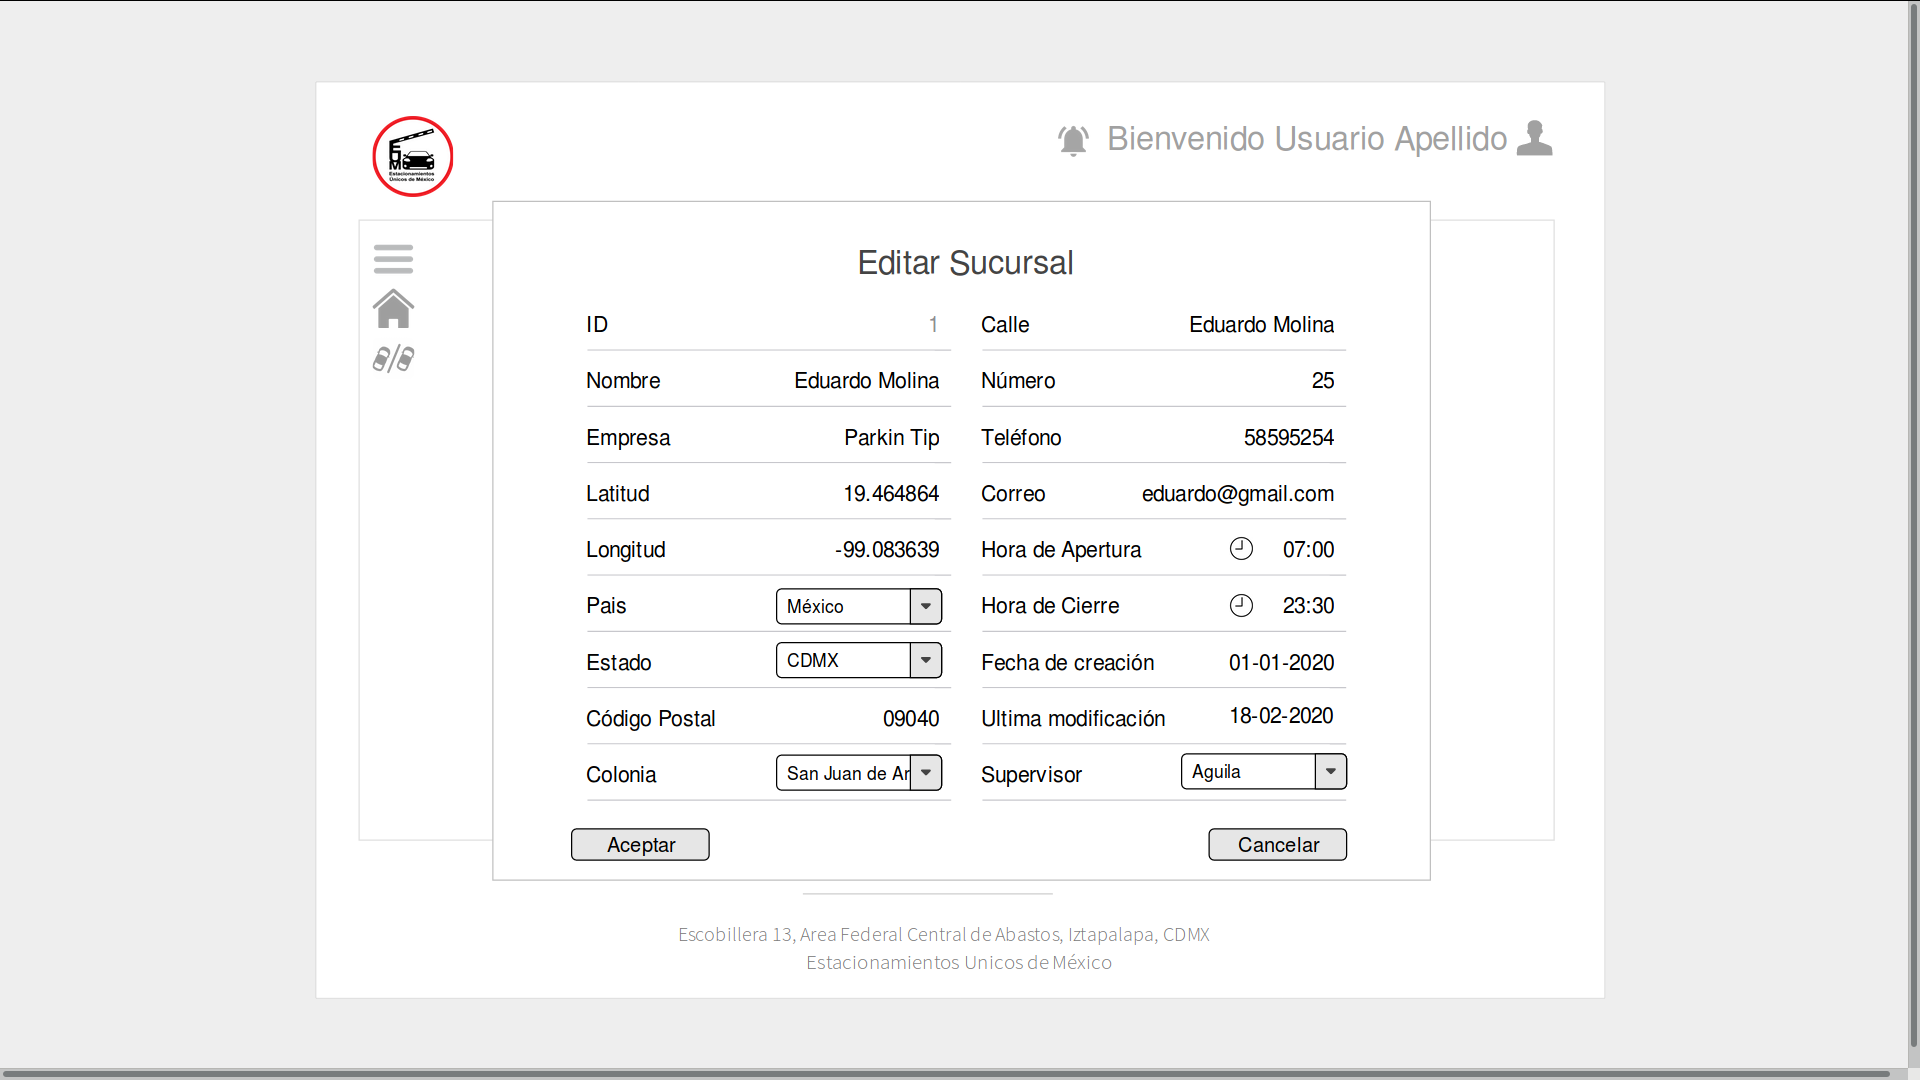 EUM
Estacionamientos
Únicos de México
Bienvenido Usuario Apellido
Editar Sucursal
ID 1
Nombre Eduardo Molina
Empresa Parkin Tip
Latitud 19.464864
Longitud -99.083639
Pais México
Estado CDMX
Código Postal 09040
Colonia San Juan de Ar
Calle Eduardo Molina
Número 25
Teléfono 58595254
Correo eduardo@gmail.com
Hora de Apertura 07:00
Hora de Cierre 23:30
Fecha de creación 01-01-2020
Ultima modificación 18-02-2020
Supervisor Aguila
Aceptar Cancelar
Escobillera 13, Area Federal Central de Abastos, Iztapalapa, CDMX
Estacionamientos Unicos de México